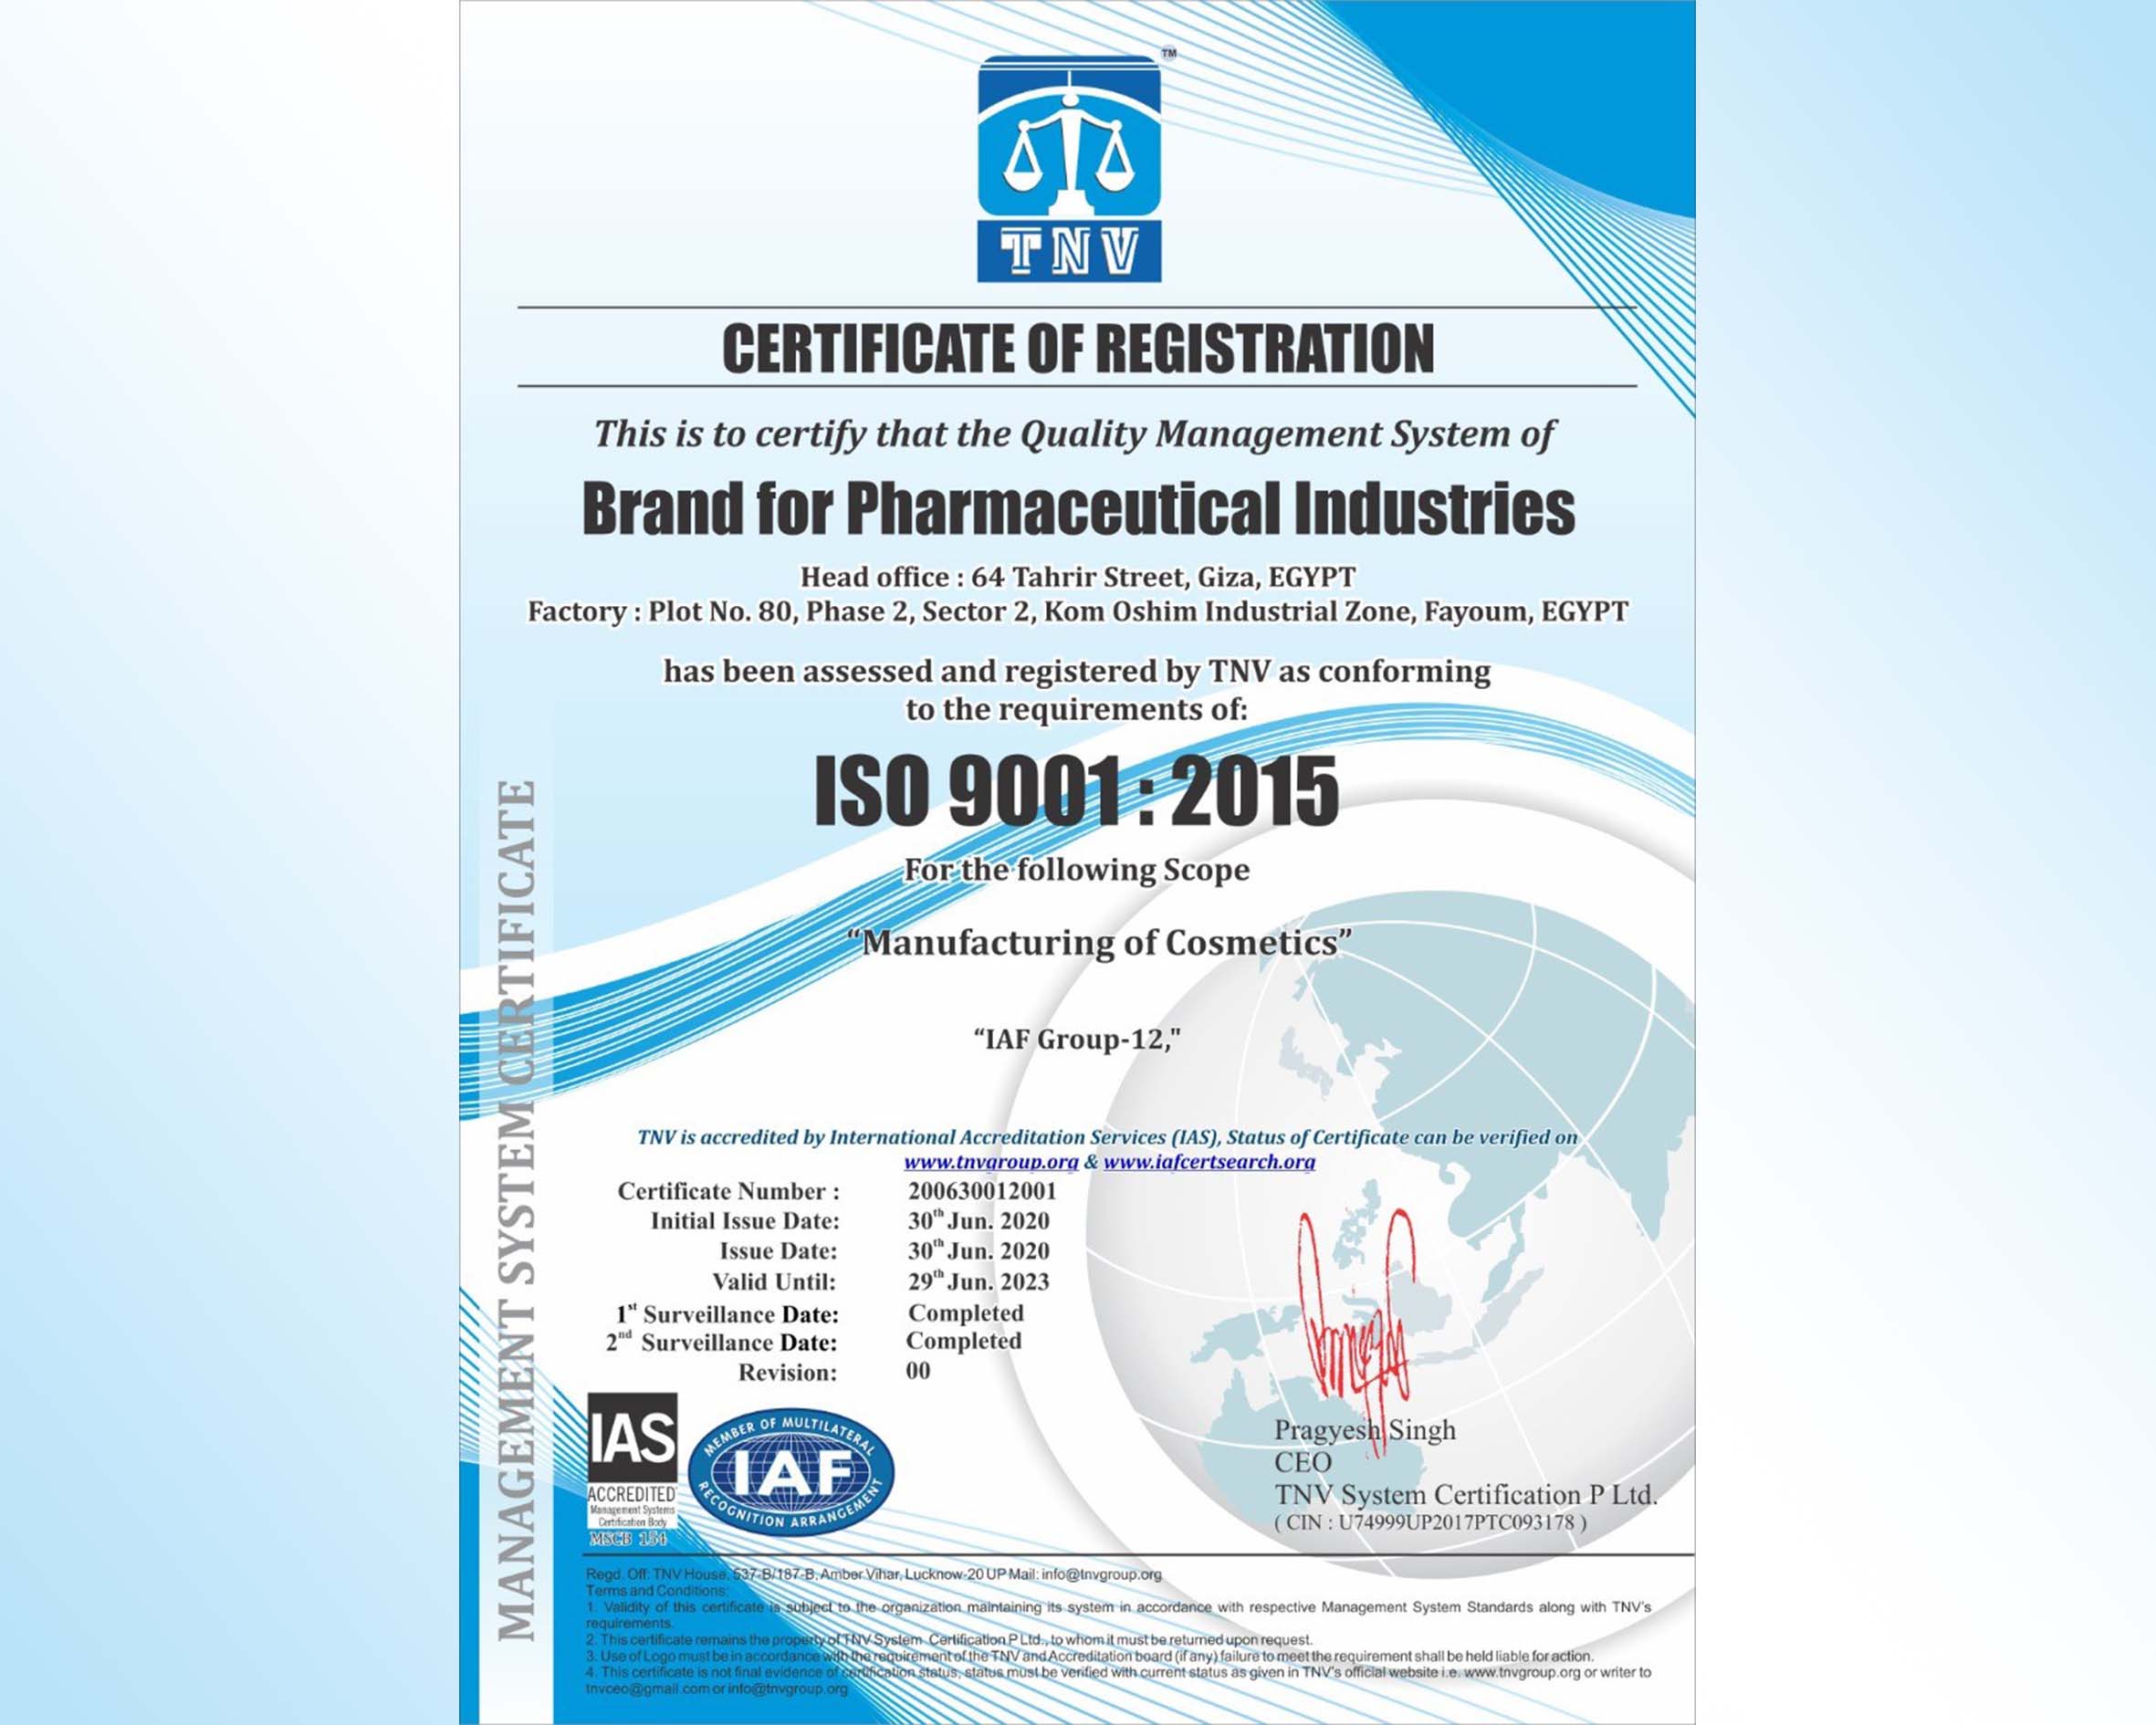 TM
TNV
CERTIFICATE OF REGISTRATION
This is to certify that the Quality Management System of
Brand for Pharmaceutical Industries
Head office : 64 Tahrir Street, Giza, EGYPT
Factory : Plot No. 80, Phase 2, Sector 2, Kom Oshim Industrial Zone, Fayoum, EGYPT
has been assessed and registered by TNV as conforming
to the requirements of:
ISO 9001 : 2015
For the following Scope
“Manufacturing of Cosmetics”
“IAF Group-12,"
MANAGEMENT SYSTEM CERTIFICATE
TNV is accredited by International Accreditation Services (IAS), Status of Certificate can be verified on
www.tnvgroup.org & www.iafcertsearch.org
Certificate Number : 200630012001
Initial Issue Date: 30th Jun. 2020
Issue Date: 30th Jun. 2020
Valid Until: 29th Jun. 2023
1st Surveillance Date: Completed
2nd Surveillance Date: Completed
Revision: 00
IAS
ACCREDITED
Management Systems
Certification Body
MSCB 154
MEMBER OF MULTILATERAL
IAF
RECOGNITION ARRANGEMENT
Pragyesh Singh
CEO
TNV System Certification P Ltd.
( CIN : U74999UP2017PTC093178 )
Regd. Off: TNV House, 537-B/187-B, Amber Vihar, Lucknow-20 UP Mail: info@tnvgroup.org
Terms and Conditions:
1. Validity of this certificate is subject to the organization maintaining its system in accordance with respective Management System Standards along with TNV's
requirements.
2. This certificate remains the property of TNV System Certification P Ltd., to whom it must be returned upon request.
3. Use of Logo must be in accordance with the requirement of the TNV and Accreditation board (if any) failure to meet the requirement shall be held liable for action.
4. This certificate is not final evidence of certification status, status must be verified with current status as given in TNV's official website i.e. www.tnvgroup.org or writer to
tnvceo@gmail.com or info@tnvgroup.org